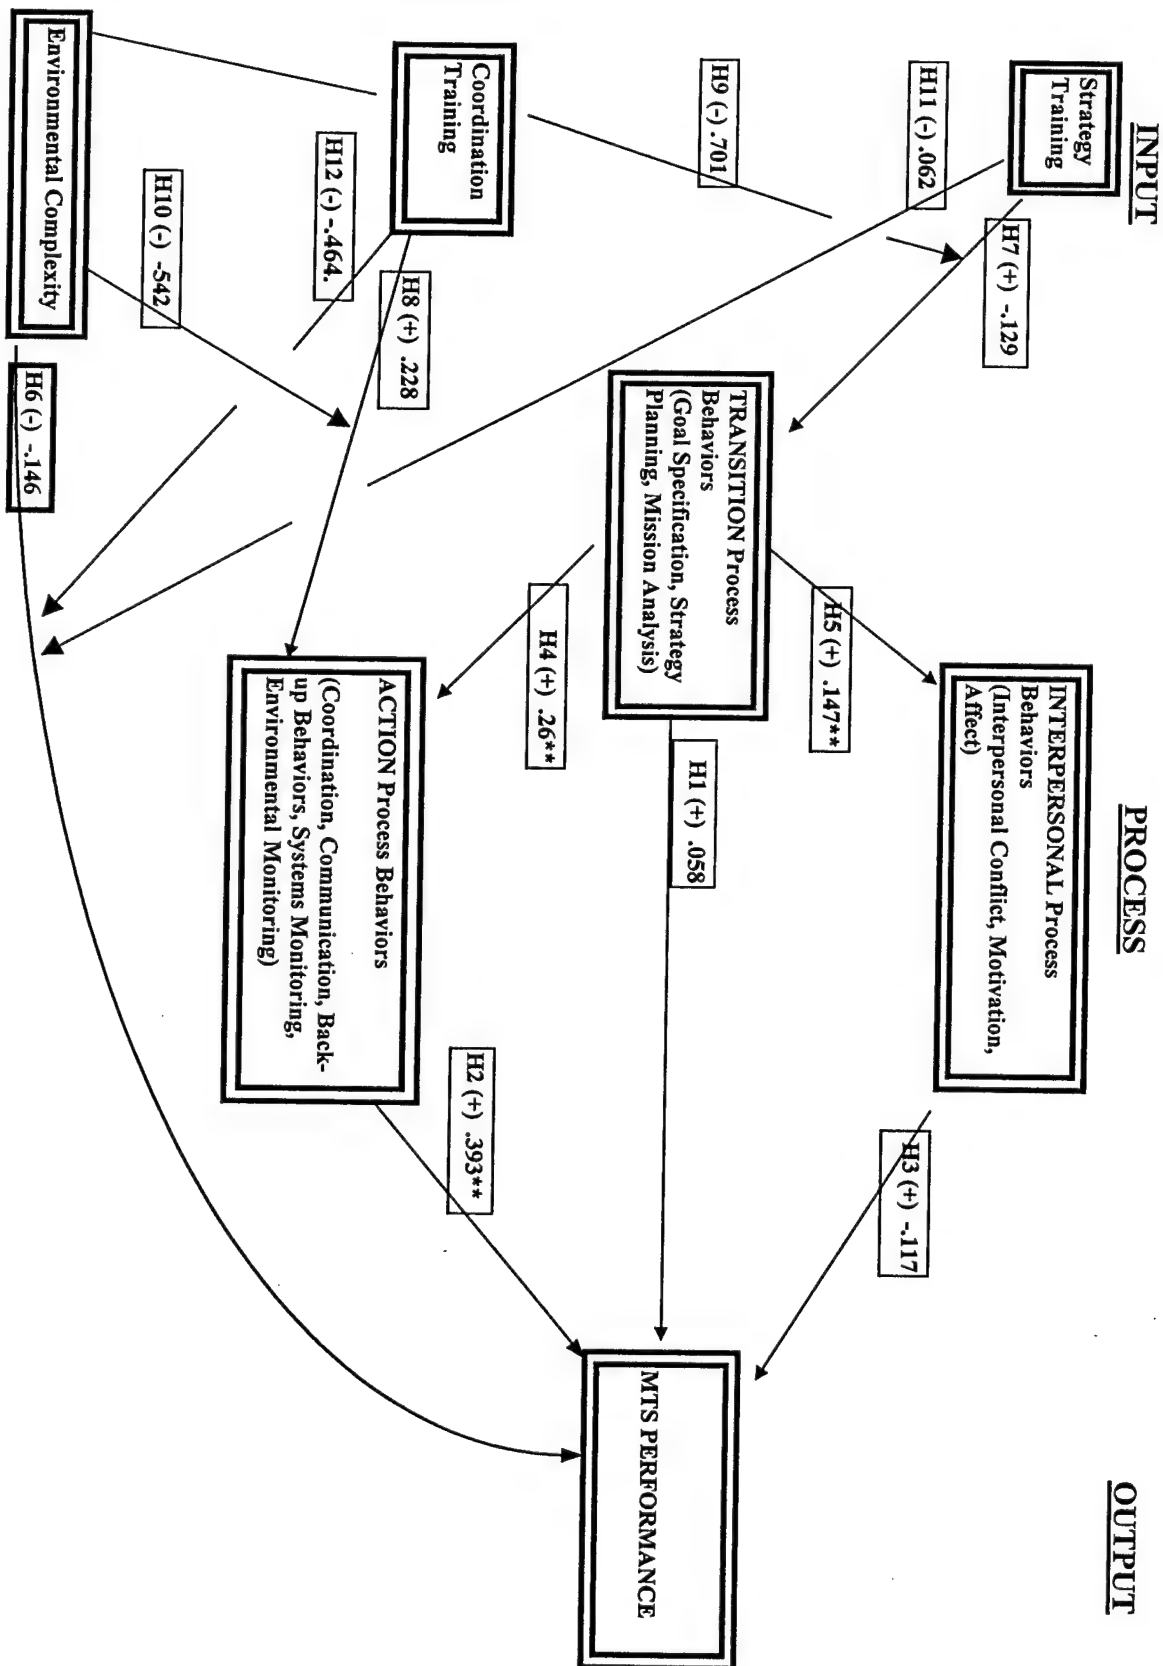 INPUT
PROCESS
OUTPUT
Strategy
Training
H7 (+) -.129
H11 (-) .062
H9 (-) .701
Coordination
Training
H12 (-) -.464.
H8 (+) .228
H10 (-) -542
Environmental Complexity
H6 (-) -.146
INTERPERSONAL Process
Behaviors
(Interpersonal Conflict, Motivation,
Affect)
H5 (+) .147**
H3 (+) -.117
TRANSITION Process
Behaviors
(Goal Specification, Strategy
Planning, Mission Analysis)
H1 (+) .058
H4 (+) .26**
ACTION Process Behaviors
(Coordination, Communication, Back-
up Behaviors, Systems Monitoring,
Environmental Monitoring)
H2 (+) .393**
MTS PERFORMANCE